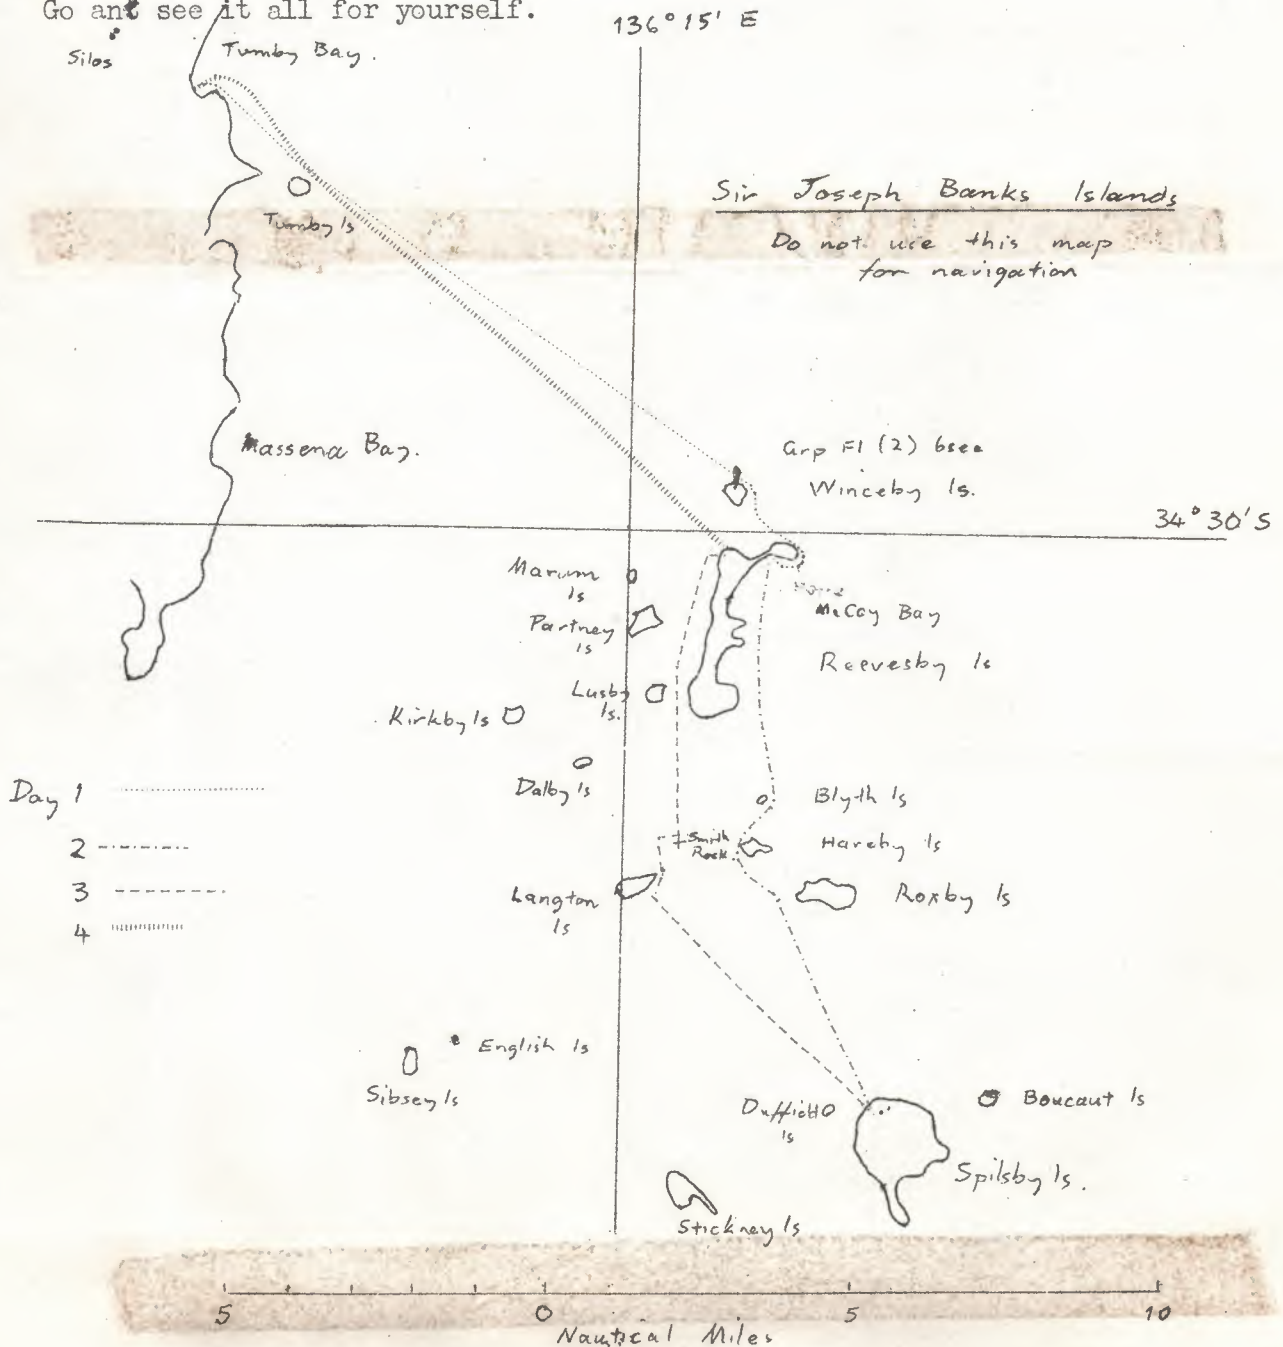 Go ant see it all for yourself.
136° 15' E
Silos
Tumby Bay.
Sir Joseph Banks Islands
Do not use this map
for navigation
Tumby Is
Massena Bay.
Grp Fl (2) 6sec
Winceby Is.
34° 30' S
Marum
Is
McCoy Bay
Partney
Is
Reevesby Is
Lusby
Is.
Kirkby Is
Dalby Is
Day 1
Blyth Is
2
Smith
Rock
Hareby Is
3
Langton
Is
Roxby Is
4
English Is
Sibsey Is
Duffield
Is
Boucaut Is
Spilsby Is.
Stickney Is
5 0 5 10
Nautical Miles